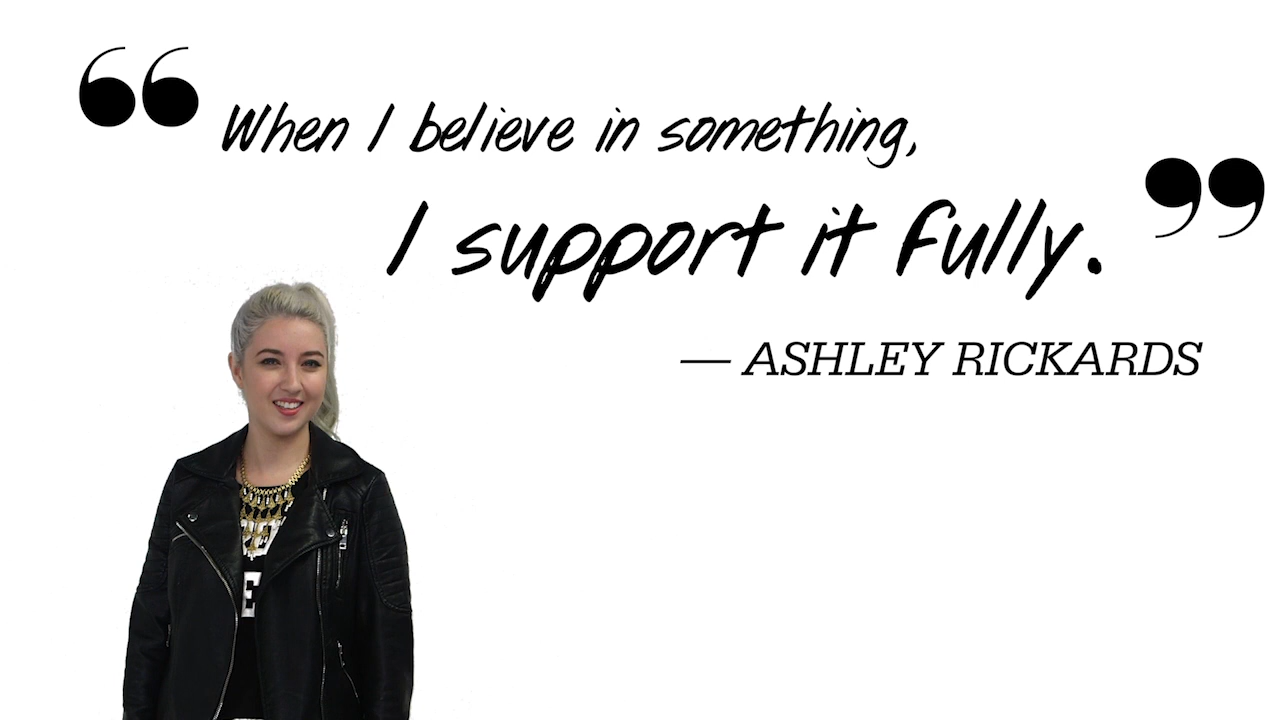 “When I believe in something,
I support it fully.”
— ASHLEY RICKARDS
E